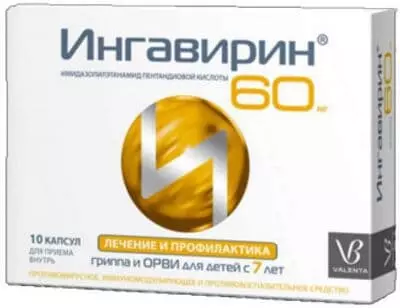 Ингавирин®
ИМИДАЗОЛИЛЭТАНАМИД ПЕНТАНДИОВОЙ КИСЛОТЫ
60 мг
10 КАПСУЛ
ДЛЯ ПРИЕМА
ВНУТРЬ
ЛЕЧЕНИЕ И ПРОФИЛАКТИКА
гриппа и ОРВИ для детей с 7 лет
ПРОТИВОВИРУСНОЕ, ИММУНОМОДУЛИРУЮЩЕЕ И ПРОТИВОВОСПАЛИТЕЛЬНОЕ СРЕДСТВО
VALENTA